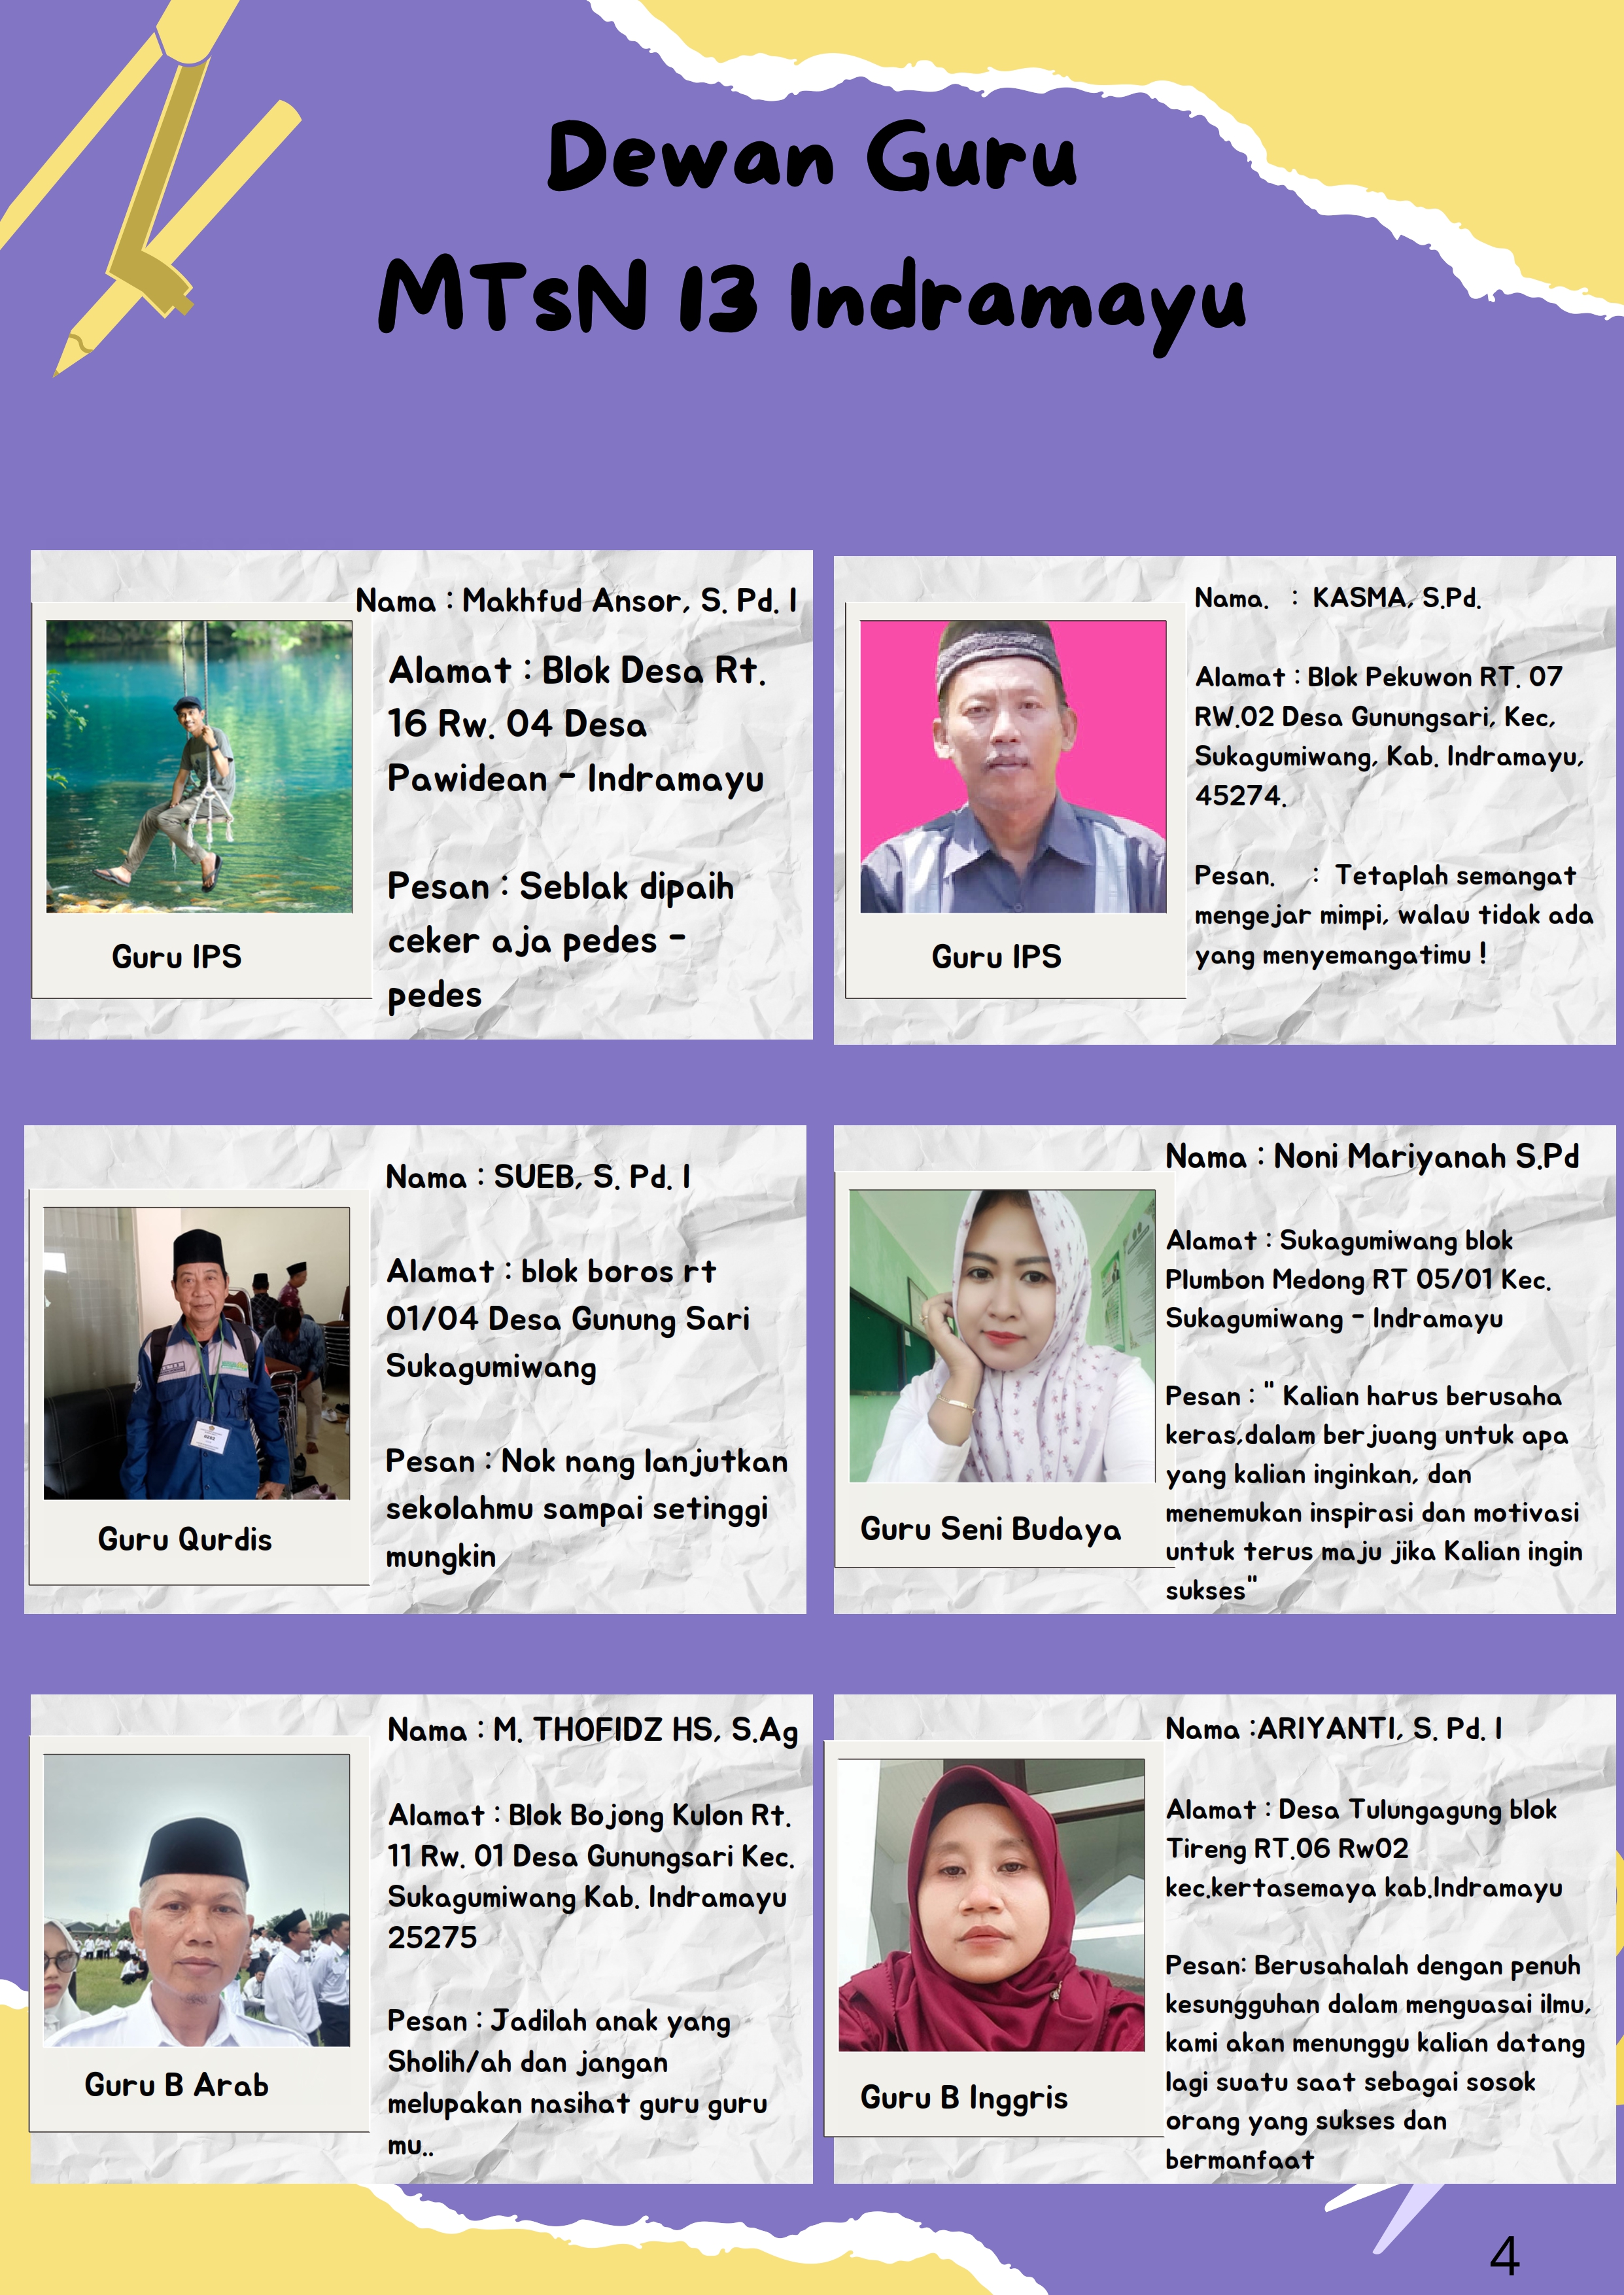 Dewan Guru
MTsN 13 Indramayu
Nama : Makhfud Ansor, S. Pd. I
Alamat : Blok Desa Rt.
16 Rw. 04 Desa
Pawidean - Indramayu
Pesan : Seblak dipaih
ceker aja pedes -
pedes
Guru IPS
Nama. : KASMA, S.Pd.
Alamat : Blok Pekuwon RT. 07
RW.02 Desa Gunungsari, Kec,
Sukagumiwang, Kab. Indramayu,
45274.
Pesan. : Tetaplah semangat
mengejar mimpi, walau tidak ada
yang menyemangatimu !
Guru IPS
Nama : SUEB, S. Pd. I
Alamat : blok boros rt
01/04 Desa Gunung Sari
Sukagumiwang
Pesan : Nok nang lanjutkan
sekolahmu sampai setinggi
mungkin
Guru Qurdis
Nama : Noni Mariyanah S.Pd
Alamat : Sukagumiwang blok
Plumbon Medong RT 05/01 Kec.
Sukagumiwang - Indramayu
Pesan : " Kalian harus berusaha
keras,dalam berjuang untuk apa
yang kalian inginkan, dan
menemukan inspirasi dan motivasi
untuk terus maju jika Kalian ingin
sukses"
Guru Seni Budaya
Nama : M. THOFIDZ HS, S.Ag
Alamat : Blok Bojong Kulon Rt.
11 Rw. 01 Desa Gunungsari Kec.
Sukagumiwang Kab. Indramayu
25275
Pesan : Jadilah anak yang
Sholih/ah dan jangan
melupakan nasihat guru guru
mu..
Guru B Arab
Nama :ARIYANTI, S. Pd. I
Alamat : Desa Tulungagung blok
Tireng RT.06 Rw02
kec.kertasemaya kab.Indramayu
Pesan: Berusahalah dengan penuh
kesungguhan dalam menguasai ilmu,
kami akan menunggu kalian datang
lagi suatu saat sebagai sosok
orang yang sukses dan
bermanfaat
Guru B Inggris
4